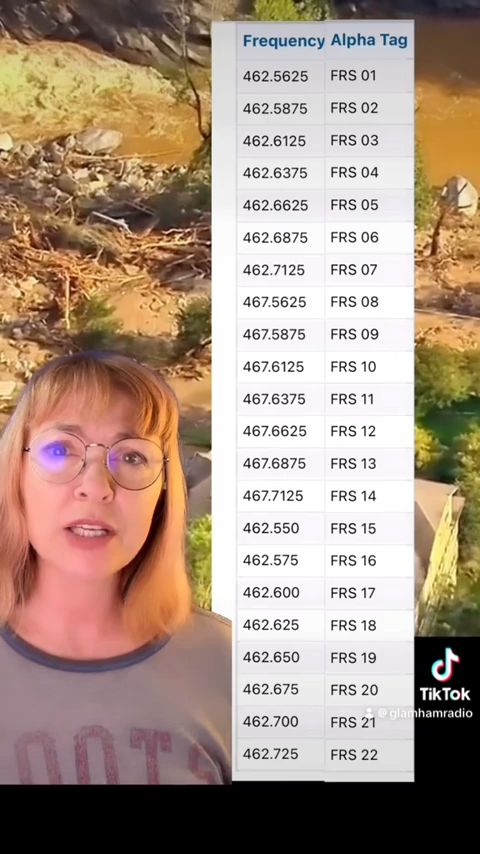 Frequency Alpha Tag
462.5625 FRS 01
462.5875 FRS 02
462.6125 FRS 03
462.6375 FRS 04
462.6625 FRS 05
462.6875 FRS 06
462.7125 FRS 07
467.5625 FRS 08
467.5875 FRS 09
467.6125 FRS 10
467.6375 FRS 11
467.6625 FRS 12
467.6875 FRS 13
467.7125 FRS 14
462.550 FRS 15
462.575 FRS 16
462.600 FRS 17
462.625 FRS 18
462.650 FRS 19
462.675 FRS 20
462.700 FRS 21
462.725 FRS 22
TikTok
@glamhamradio